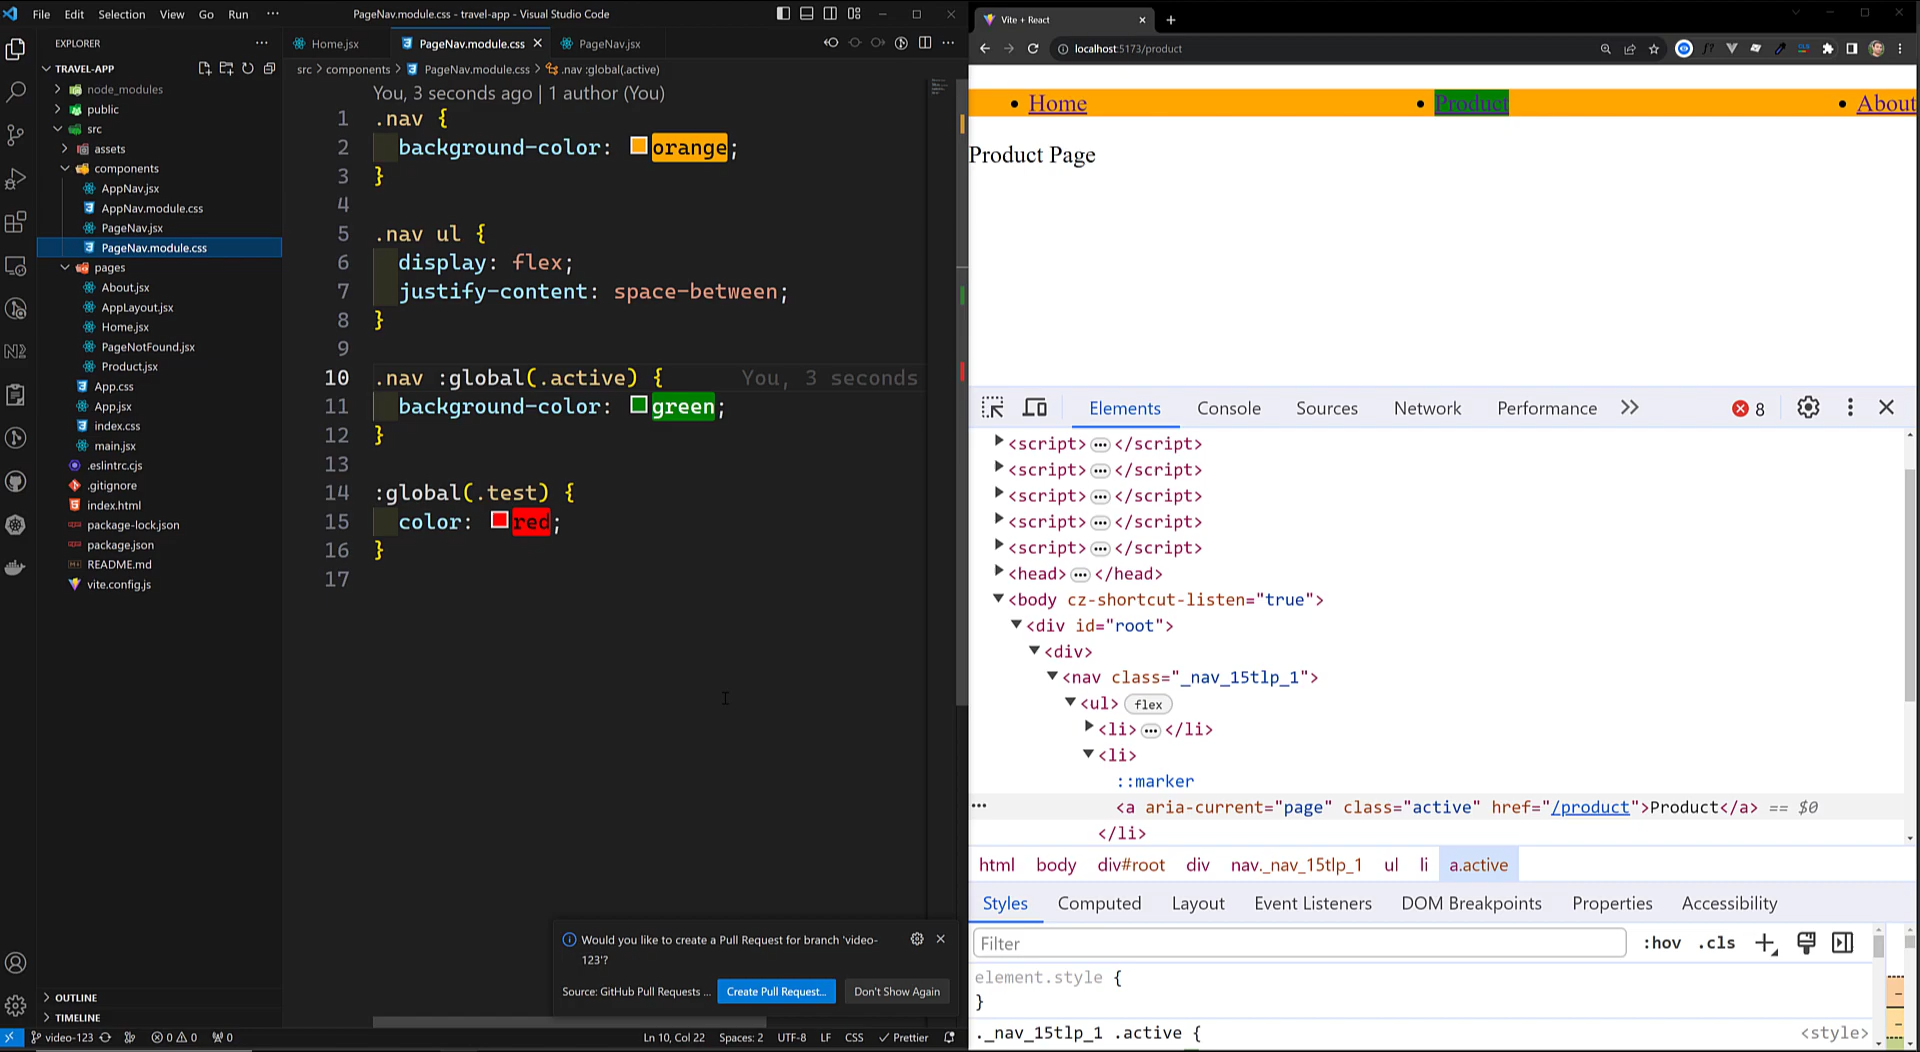 File Edit Selection View Go Run ···
PageNav.module.css - travel-app - Visual Studio Code
EXPLORER
TRAVEL-APP
node_modules
public
src
assets
components
AppNav.jsx
AppNav.module.css
PageNav.jsx
PageNav.module.css
pages
About.jsx
AppLayout.jsx
Home.jsx
PageNotFound.jsx
Product.jsx
App.css
App.jsx
index.css
main.jsx
.eslintrc.cjs
.gitignore
index.html
package-lock.json
package.json
README.md
vite.config.js
OUTLINE
TIMELINE
Home.jsx PageNav.module.css PageNav.jsx
src > components > PageNav.module.css > .nav :global(.active)
You, 3 seconds ago | 1 author (You)
1 .nav {
2 background-color: orange;
3 }
4
5 .nav ul {
6 display: flex;
7 justify-content: space-between;
8 }
9
10 .nav :global(.active) { You, 3 seconds
11 background-color: green;
12 }
13
14 :global(.test) {
15 color: red;
16 }
17
Would you like to create a Pull Request for branch 'video-
123'?
Source: GitHub Pull Requests ... Create Pull Request... Don't Show Again
video-123 0 0 0 Ln 10, Col 22 Spaces: 2 UTF-8 LF CSS Prettier
Vite + React
localhost:5173/product
• Home • Product • About
Product Page
Elements Console Sources Network Performance 8
<script> ··· </script>
<script> ··· </script>
<script> ··· </script>
<script> ··· </script>
<script> ··· </script>
<head> ··· </head>
<body cz-shortcut-listen="true">
<div id="root">
<div>
<nav class="_nav_15tlp_1">
<ul> flex
<li> ··· </li>
<li>
::marker
<a aria-current="page" class="active" href="/product">Product</a> == $0
</li>
html body div#root div nav._nav_15tlp_1 ul li a.active
Styles Computed Layout Event Listeners DOM Breakpoints Properties Accessibility
Filter :hov .cls
element.style {
}
._nav_15tlp_1 .active { <style>